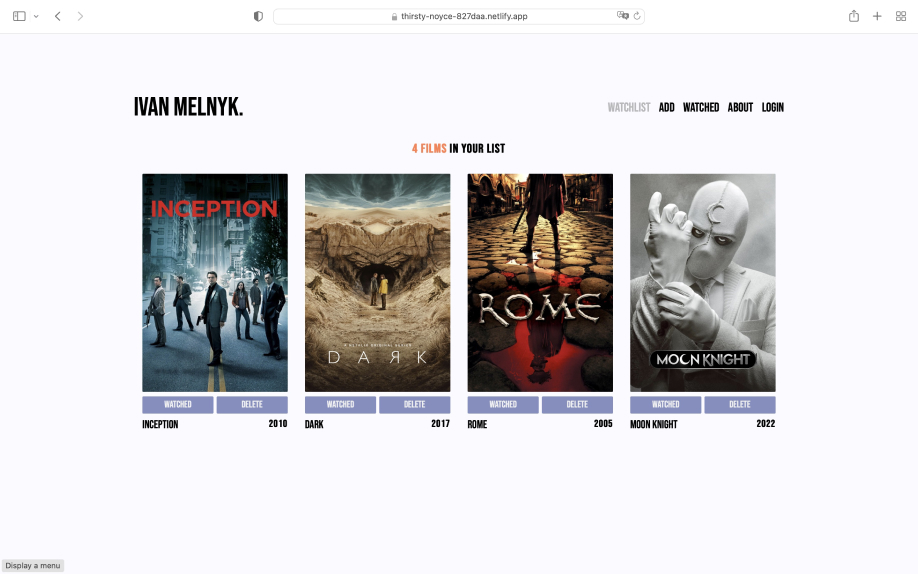 thirsty-noyce-827daa.netlify.app
IVAN MELNYK.
WATCHLIST ADD WATCHED ABOUT LOGIN
4 FILMS IN YOUR LIST
INCEPTION
A NETFLIX ORIGINAL SERIES
DARK
ROME
MOON KNIGHT
WATCHED DELETE WATCHED DELETE WATCHED DELETE WATCHED DELETE
INCEPTION 2010 DARK 2017 ROME 2005 MOON KNIGHT 2022
Display a menu